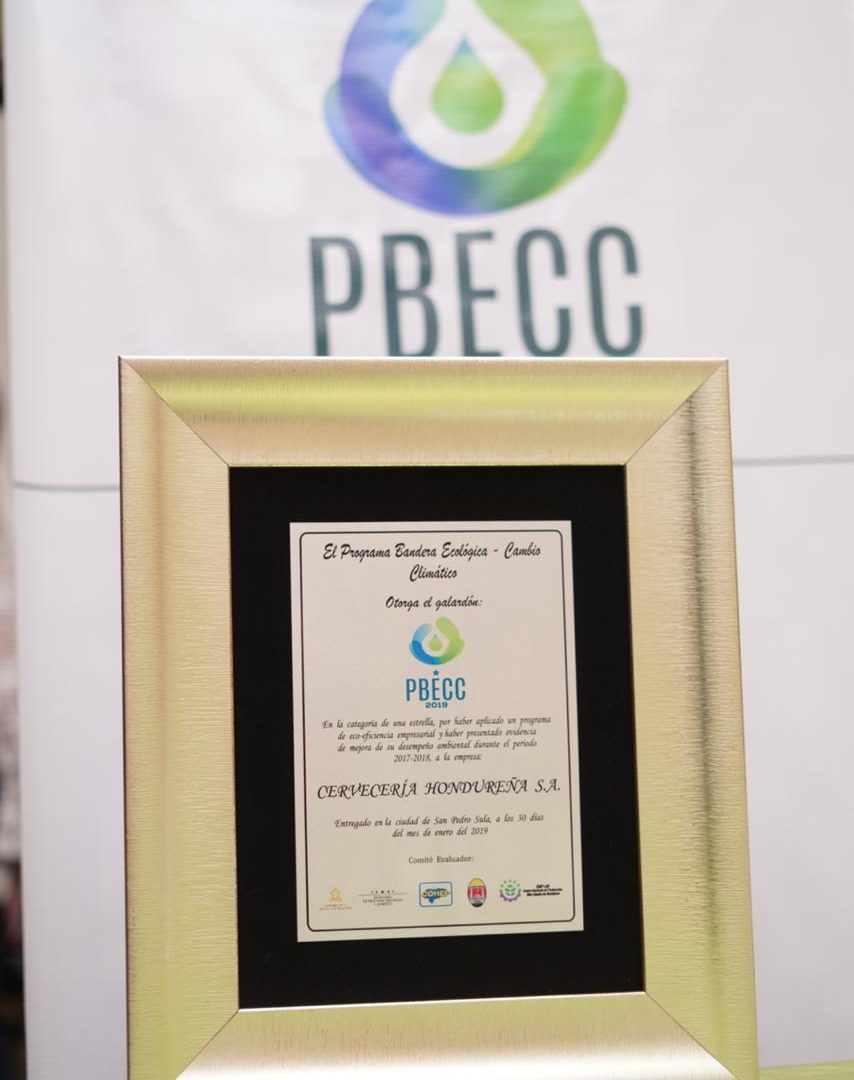 PBECC
El Programa Bandera Ecológica - Cambio
Climático
Otorga el galardón:
PBECC
2019
En la categoría de una estrella, por haber aplicado un programa
de eco-eficiencia empresarial y haber presentado evidencia
de mejora de su desempeño ambiental durante el periodo
2017-2018, a la empresa:
CERVECERÍA HONDUREÑA S.A.
Entregado en la ciudad de San Pedro Sula, a los 30 días
del mes de enero del 2019
Comité Evaluador:
COHEP